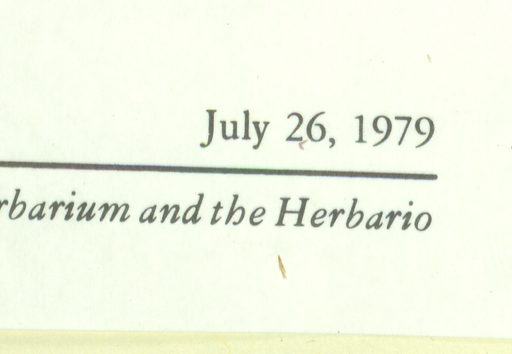 July 26, 1979
rbarium and the Herbario